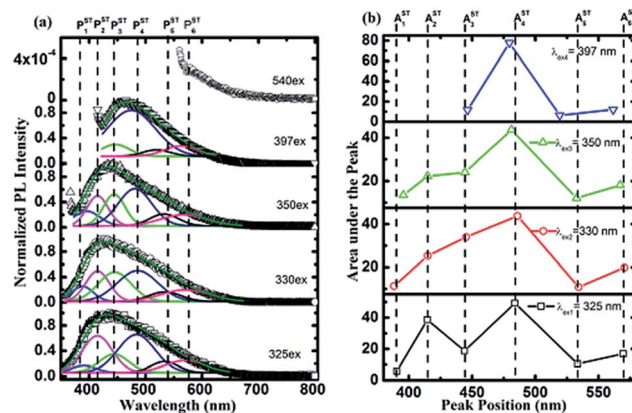 (a) P₁ˢᵀ P₂ˢᵀ P₃ˢᵀ P₄ˢᵀ P₅ˢᵀ P₆ˢᵀ
4x10⁻⁴
540ex
0.8
0.4
0.0
397ex
0.8
0.4
0.0
350ex
0.8
0.4
0.0
330ex
0.8
0.4
0.0
325ex
400 500 600 700 800
Wavelength (nm)
Normalized PL Intensity
(b) A₁ˢᵀ A₂ˢᵀ A₃ˢᵀ A₄ˢᵀ
80
60
40
20
0
λex4= 397 nm
40
20
λex3=350 nm
40
20
λex2=330 nm
40
20
0
λex1= 325 nm
400 450 500 550
Peak Position (nm)
Area under the Peak